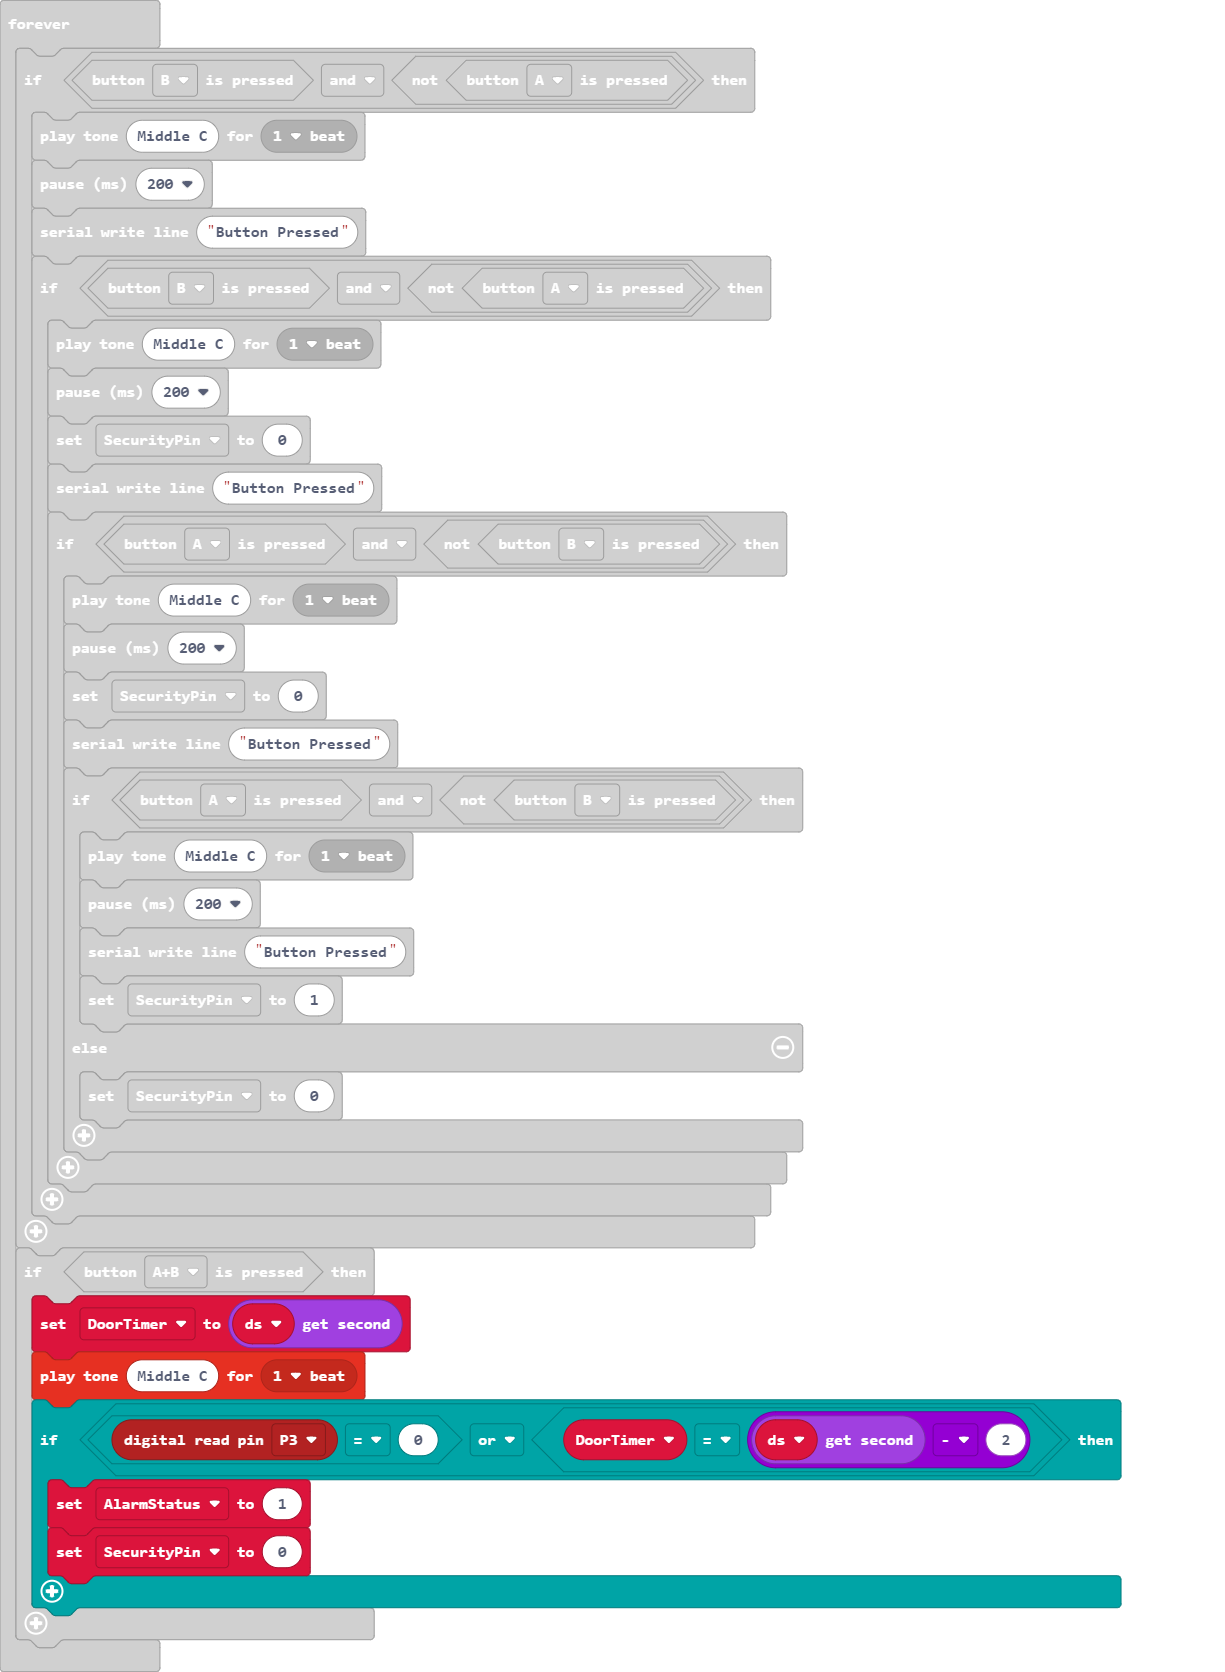 forever
if button B is pressed and not button A is pressed then
play tone Middle C for 1 beat
pause (ms) 200
serial write line "Button Pressed"
if button B is pressed and not button A is pressed then
play tone Middle C for 1 beat
pause (ms) 200
set SecurityPin to 0
serial write line "Button Pressed"
if button A is pressed and not button B is pressed then
play tone Middle C for 1 beat
pause (ms) 200
set SecurityPin to 0
serial write line "Button Pressed"
if button A is pressed and not button B is pressed then
play tone Middle C for 1 beat
pause (ms) 200
serial write line "Button Pressed"
set SecurityPin to 1
else
set SecurityPin to 0
if button A+B is pressed then
set DoorTimer to ds get second
play tone Middle C for 1 beat
if digital read pin P3 = 0 or DoorTimer = ds get second - 2 then
set AlarmStatus to 1
set SecurityPin to 0